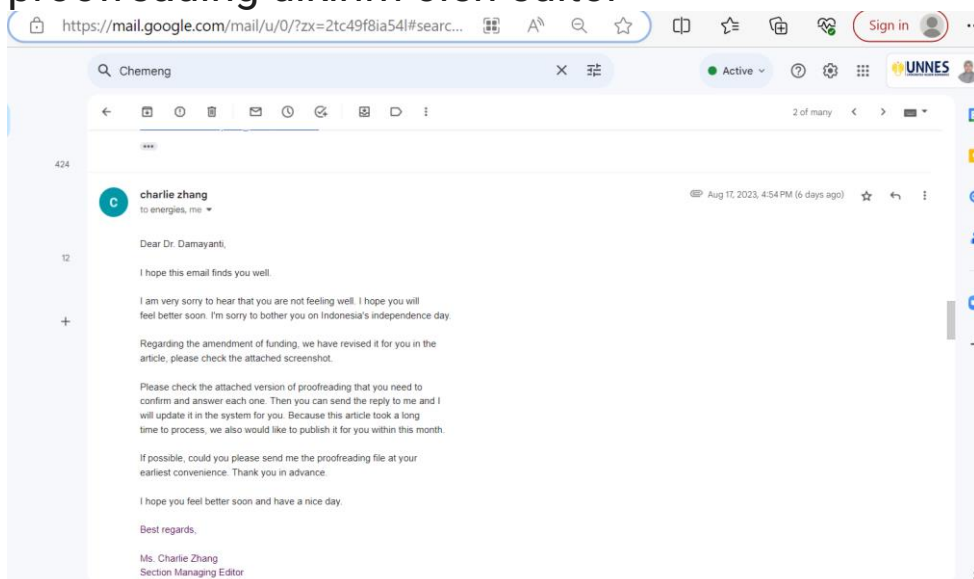 proofreading dikirim oleh editor
https://mail.google.com/mail/u/0/?zx=2tc49f8ia54l#searc...
Sign in
Chemeng
Active
UNNES
2 of many
424
charlie zhang
Aug 17, 2023, 4:54 PM (6 days ago)
to energies, me
Dear Dr. Damayanti,
12
I hope this email finds you well.
I am very sorry to hear that you are not feeling well. I hope you will
feel better soon. I'm sorry to bother you on Indonesia's independence day.
Regarding the amendment of funding, we have revised it for you in the
article, please check the attached screenshot.
Please check the attached version of proofreading that you need to
confirm and answer each one. Then you can send the reply to me and I
will update it in the system for you. Because this article took a long
time to process, we also would like to publish it for you within this month.
If possible, could you please send me the proofreading file at your
earliest convenience. Thank you in advance.
I hope you feel better soon and have a nice day.
Best regards,
Ms. Charlie Zhang
Section Managing Editor